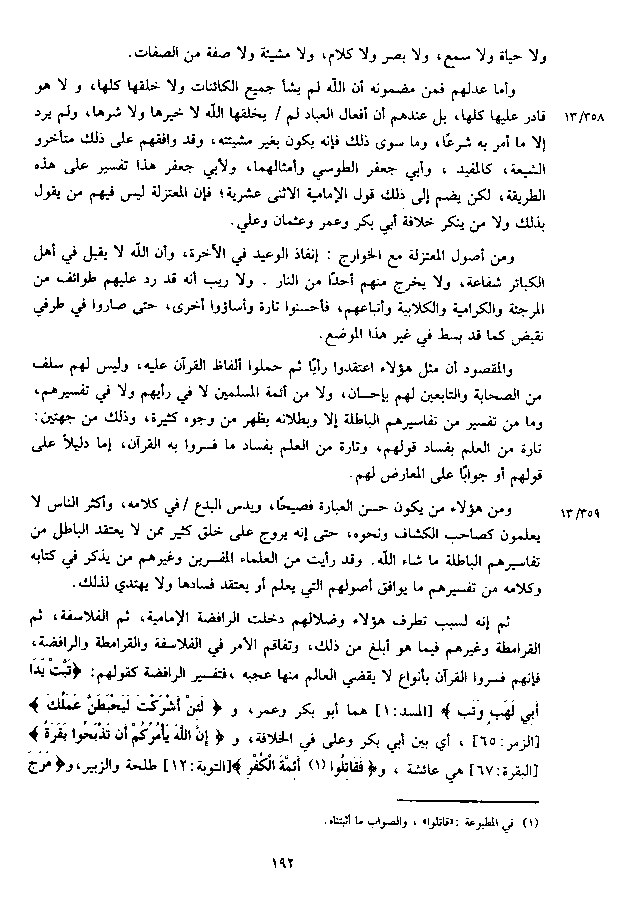 ولا حياة ولا سمع، ولا بصر ولا كلام، ولا مشيئة ولا صفة من الصفات.
وأما عدلهم فمن مضمونه أن الله لم يشأ جميع الكائنات ولا خلقها كلها، و لا هو
١٣/٣٥٨ قادر عليها كلها، بل عندهم أن أفعال العباد لم / يخلقها الله لا خيرها ولا شرها، ولم يرد
إلا ما أمر به شرعًا، وما سوى ذلك فإنه يكون بغير مشيئته، وقد وافقهم على ذلك متأخرو
الشيعة، كالمفيد ، وأبي جعفر الطوسي وأمثالهما، ولأبي جعفر هذا تفسير على هذه
الطريقة، لكن يضم إلى ذلك قول الإمامية الاثنى عشرية؛ فإن المعتزلة ليس فيهم من يقول
بذلك ولا من ينكر خلافة أبي بكر وعمر وعثمان وعلي.
ومن أصول المعتزلة مع الخوارج : إنفاذ الوعيد في الآخرة، وأن الله لا يقبل في أهل
الكبائر شفاعة، ولا يخرج منهم أحدًا من النار . ولا ريب أنه قد رد عليهم طوائف من
المرجئة والكرامية والكلابية وأتباعهم، فأحسنوا تارة وأساؤوا أخرى، حتى صاروا في طرفي
نقيض كما قد بسط في غير هذا الموضع.
والمقصود أن مثل هؤلاء اعتقدوا رأيًا ثم حملوا ألفاظ القرآن عليه، وليس لهم سلف
من الصحابة والتابعين لهم بإحسان، ولا من أئمة المسلمين لا في رأيهم ولا في تفسيرهم،
وما من تفسير من تفاسيرهم الباطلة إلا وبطلانه يظهر من وجوه كثيرة، وذلك من جهتين:
تارة من العلم بفساد قولهم، وتارة من العلم بفساد ما فسروا به القرآن، إما دليلاً على
قولهم أو جوابًا على المعارض لهم.
١٣/٣٥٩ ومن هؤلاء من يكون حسن العبارة فصيحًا، ويدس البدع / في كلامه، وأكثر الناس لا
يعلمون كصاحب الكشاف ونحوه، حتى إنه يروج على خلق كثير ممن لا يعتقد الباطل من
تفاسيرهم الباطلة ما شاء الله. وقد رأيت من العلماء المفسرين وغيرهم من يذكر في كتابه
وكلامه من تفسيرهم ما يوافق أصولهم التي يعلم أو يعتقد فسادها ولا يهتدي لذلك.
ثم إنه لسبب تطرف هؤلاء وضلالهم دخلت الرافضة الإمامية، ثم الفلاسفة، ثم
القرامطة وغيرهم فيما هو أبلغ من ذلك، وتفاقم الأمر في الفلاسفة والقرامطة والرافضة،
فإنهم فسروا القرآن بأنواع لا يقضي العالم منها عجبه ،فتفسير الرافضة كقولهم: ﴿تَبَّتْ يَدَا
أَبِي لَهَبٍ وَتَبَّ ﴾ [المسد:١] هما أبو بكر وعمر، و ﴿ لَئِنْ أَشْرَكْتَ لَيَحْبَطَنَّ عَمَلُكَ ﴾
[الزمر:٦٥] ، أي بين أبي بكر وعلى في الخلافة، و ﴿ إِنَّ اللَّهَ يَأْمُرُكُمْ أَن تَذْبَحُوا بَقَرَةً ﴾
[البقرة:٦٧] هي عائشة ، و﴿ فَقَاتِلُوا (١) أَئِمَّةَ الْكُفْرِ ﴾[التوبة:١٢] طلحة والزبير،و﴿ مَرَجَ
(١) في المطبوعة :«قاتلوا» ، والصواب ما أثبتناه.
١٩٢